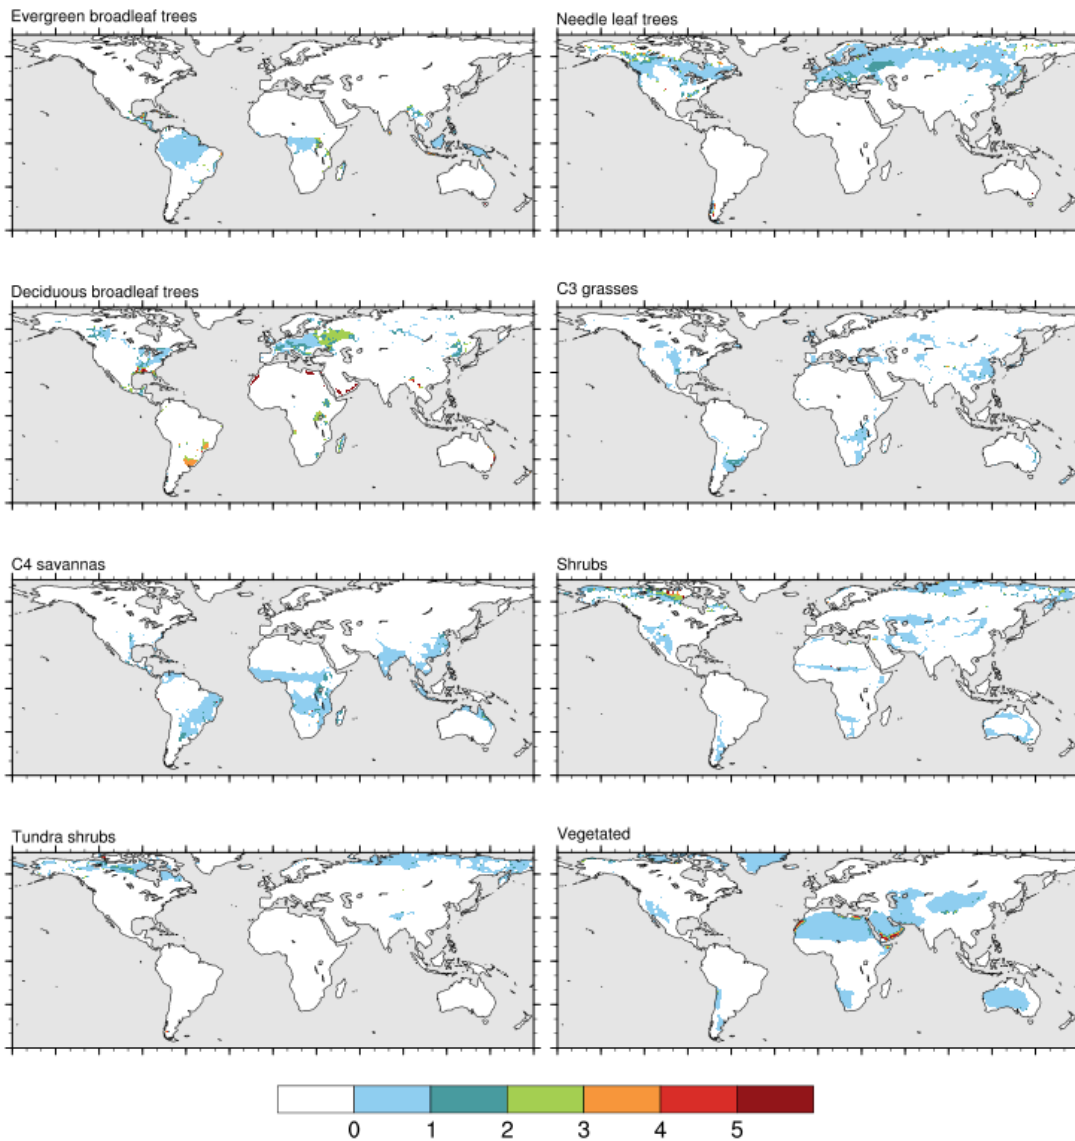 Evergreen broadleaf trees
Needle leaf trees
Deciduous broadleaf trees
C3 grasses
C4 savannas
Shrubs
Tundra shrubs
Vegetated
0 1 2 3 4 5